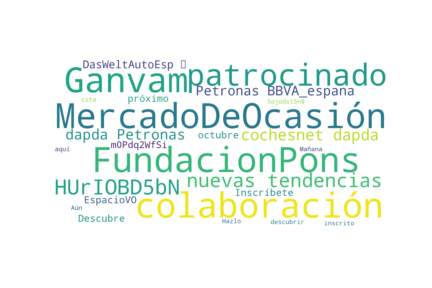 DasWeltAutoEsp
Ganvam patrocinado
Petronas BBVA_espana
cita próximo SojodstSn8
MercadoDeOcasión
dapda Petronas octubre cochesnet dapda
mOPdq2WfSi
aquí Mañana
FundacionPons
HUrIOBD5bN nuevas tendencias
Inscríbete
EspacioVO colaboración
Aún
Descubre Hazlo descubrir inscrito